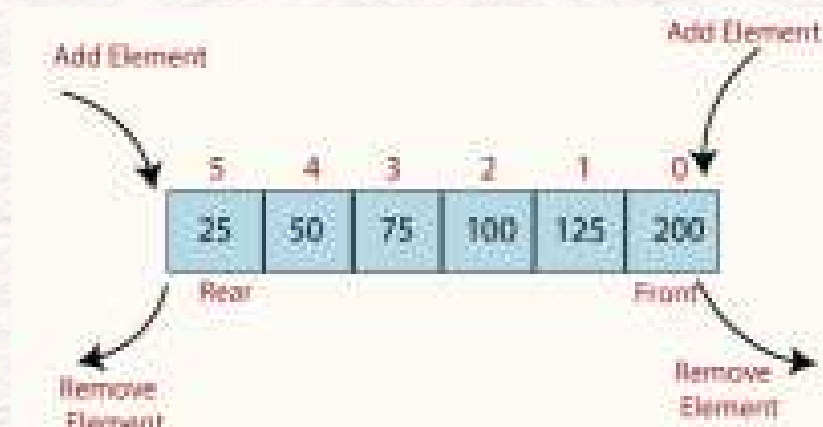 Add Element
Add Element
5 4 3 2 1 0
25 50 75 100 125 200
Rear Front
Remove
Element
Remove
Element